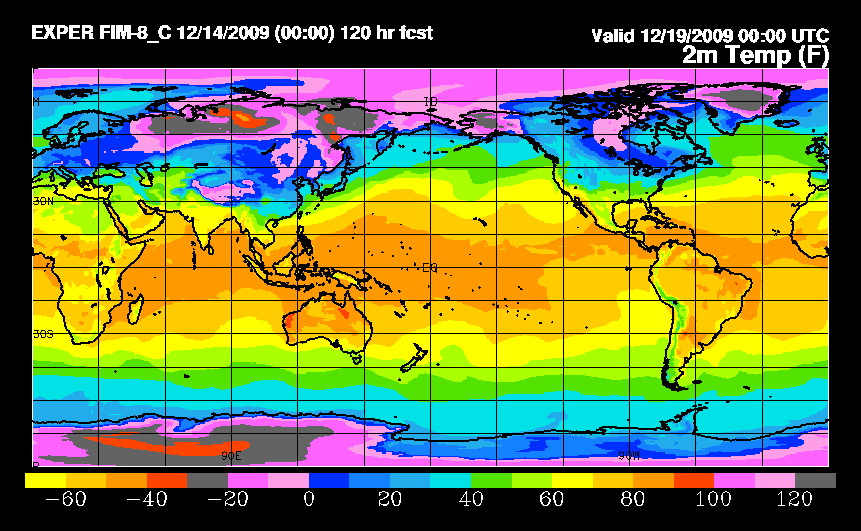 EXPER FIM-8_C 12/14/2009 (00:00) 120 hr fcst
Valid 12/19/2009 00:00 UTC
2m Temp (F)
ID
30N
EQ
30S
90E
90W
-60 -40 -20 0 20 40 60 80 100 120